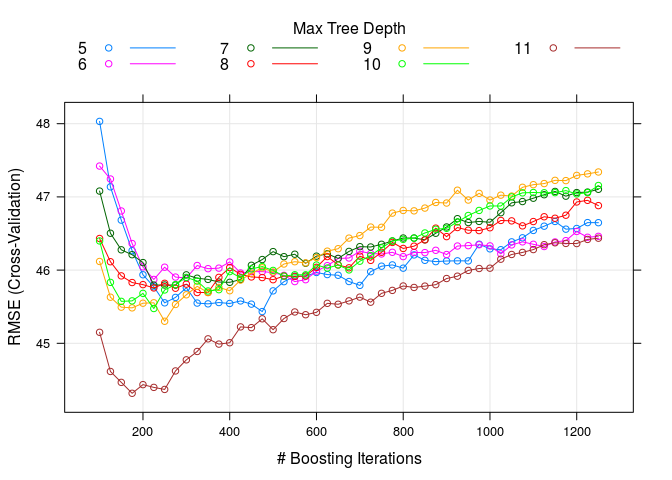 Max Tree Depth
5 7 9 11
6 8 10
RMSE (Cross-Validation)
48
47
46
45
200 400 600 800 1000 1200
# Boosting Iterations